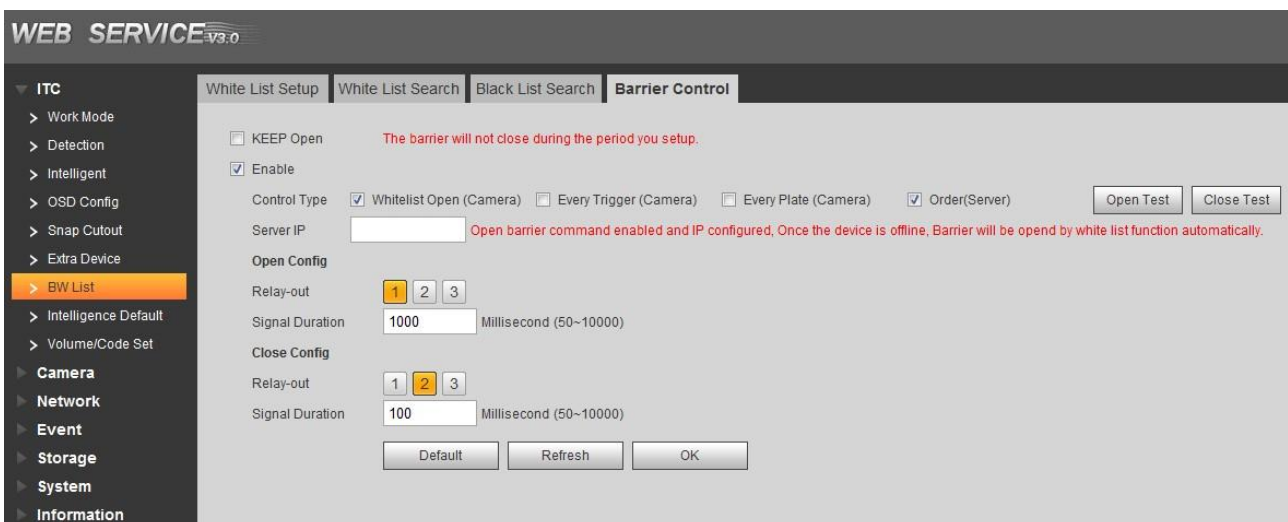 WEB SERVICE V3.0
ITC
Work Mode
Detection
Intelligent
OSD Config
Snap Cutout
Extra Device
BW List
Intelligence Default
Volume/Code Set
Camera
Network
Event
Storage
System
Information
White List Setup White List Search Black List Search Barrier Control
KEEP Open The barrier will not close during the period you setup.
Enable
Control Type Whitelist Open (Camera) Every Trigger (Camera) Every Plate (Camera) Order(Server) Open Test Close Test
Server IP Open barrier command enabled and IP configured, Once the device is offline, Barrier will be opend by white list function automatically.
Open Config
Relay-out 1 2 3
Signal Duration 1000 Millisecond (50~10000)
Close Config
Relay-out 1 2 3
Signal Duration 100 Millisecond (50~10000)
Default Refresh OK